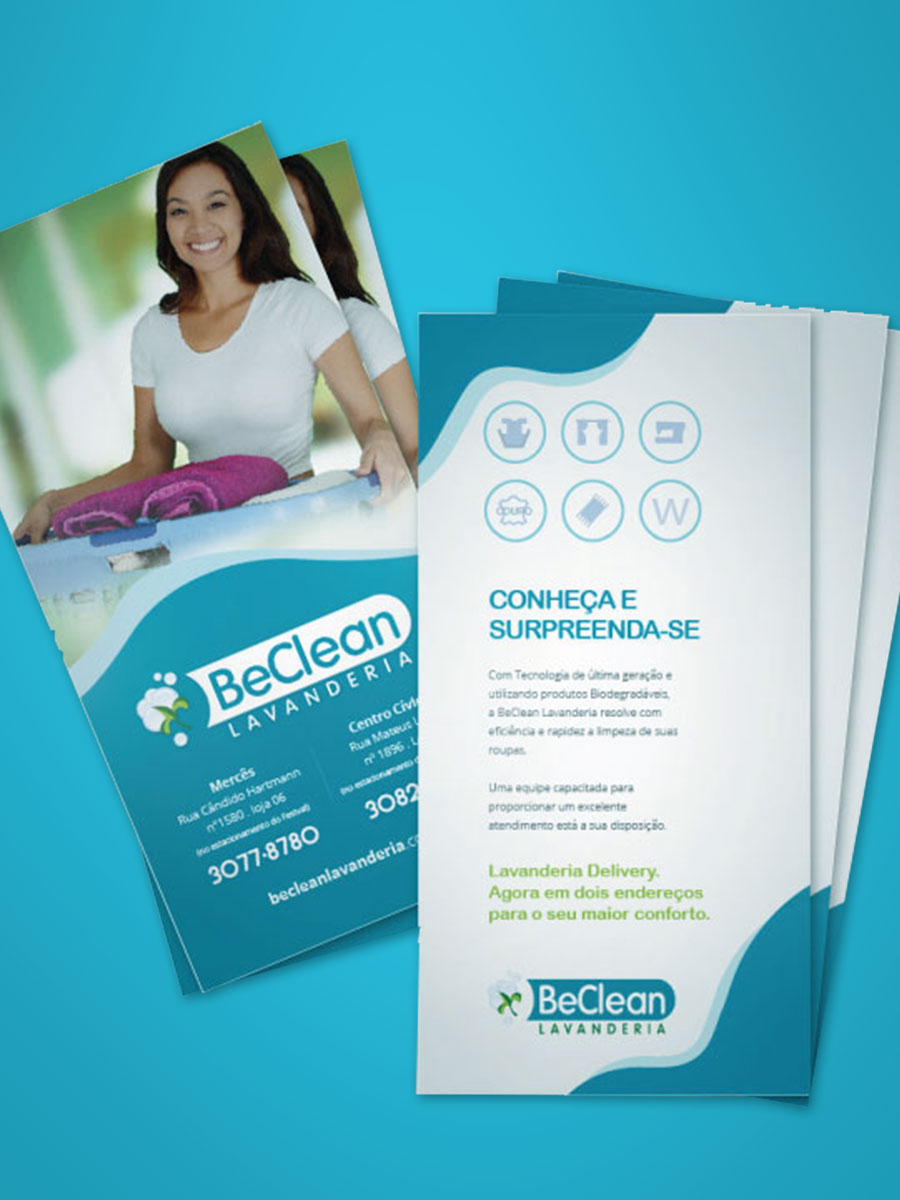 BeClean
LAVANDERIA
Mercês
Rua Cândido Hartmann
nº1580 . loja 06
(no estacionamento do Festival)
3077-8780
Centro
Rua Mateus
nº 1896 .
(no estacionamento
3082
becleanlavanderia.c
W
CONHEÇA E
SURPREENDA-SE
Com Tecnologia de última geração e
utilizando produtos Biodegradáveis,
a BeClean Lavanderia resolve com
eficiência e rapidez a limpeza de suas
roupas.
Uma equipe capacitada para
proporcionar um excelente
atendimento está a sua disposição.
Lavanderia Delivery.
Agora em dois endereços
para o seu maior conforto.
BeClean
LAVANDERIA